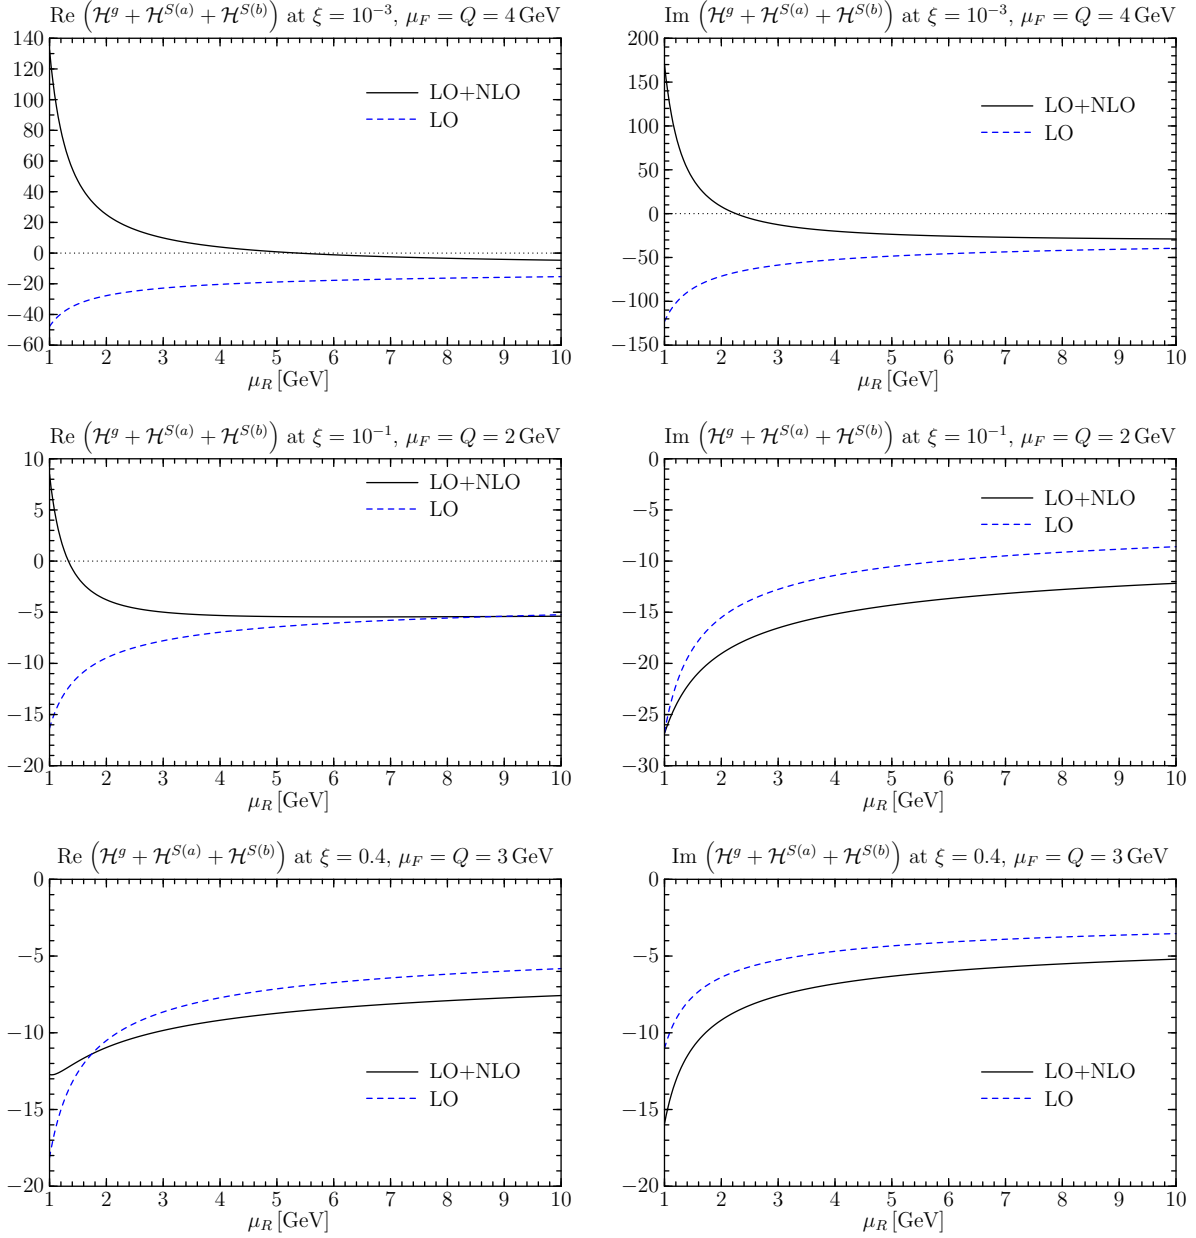 Re (ℋ^g + ℋ^{S(a)} + ℋ^{S(b)}) at ξ = 10^{−3}, μ_F = Q = 4 GeV
140
120
100
80
60
40
20
0
−20
−40
−60
LO+NLO
LO
1 2 3 4 5 6 7 8 9 10
μ_R [GeV]
Im (ℋ^g + ℋ^{S(a)} + ℋ^{S(b)}) at ξ = 10^{−3}, μ_F = Q = 4 GeV
200
150
100
50
0
−50
−100
−150
LO+NLO
LO
1 2 3 4 5 6 7 8 9 10
μ_R [GeV]
Re (ℋ^g + ℋ^{S(a)} + ℋ^{S(b)}) at ξ = 10^{−1}, μ_F = Q = 2 GeV
10
5
0
−5
−10
−15
−20
LO+NLO
LO
1 2 3 4 5 6 7 8 9 10
μ_R [GeV]
Im (ℋ^g + ℋ^{S(a)} + ℋ^{S(b)}) at ξ = 10^{−1}, μ_F = Q = 2 GeV
0
−5
−10
−15
−20
−25
−30
LO+NLO
LO
1 2 3 4 5 6 7 8 9 10
μ_R [GeV]
Re (ℋ^g + ℋ^{S(a)} + ℋ^{S(b)}) at ξ = 0.4, μ_F = Q = 3 GeV
0
−5
−10
−15
−20
LO+NLO
LO
1 2 3 4 5 6 7 8 9 10
μ_R [GeV]
Im (ℋ^g + ℋ^{S(a)} + ℋ^{S(b)}) at ξ = 0.4, μ_F = Q = 3 GeV
0
−5
−10
−15
−20
LO+NLO
LO
1 2 3 4 5 6 7 8 9 10
μ_R [GeV]